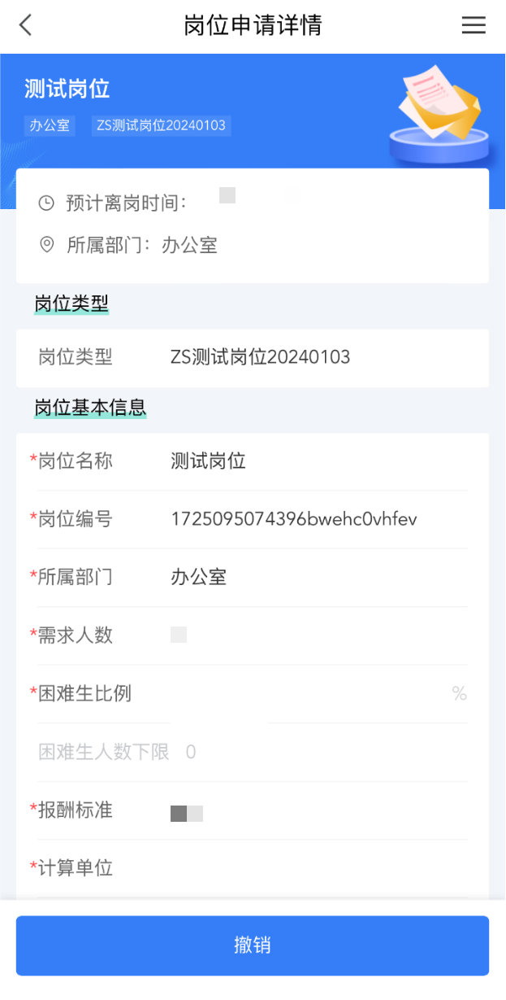 岗位申请详情
测试岗位
办公室 ZS测试岗位20240103
预计离岗时间：
所属部门：办公室
岗位类型
岗位类型 ZS测试岗位20240103
岗位基本信息
*岗位名称 测试岗位
*岗位编号 1725095074396bwehc0vhfev
*所属部门 办公室
*需求人数
*困难生比例 %
困难生人数下限 0
*报酬标准
*计算单位
撤销